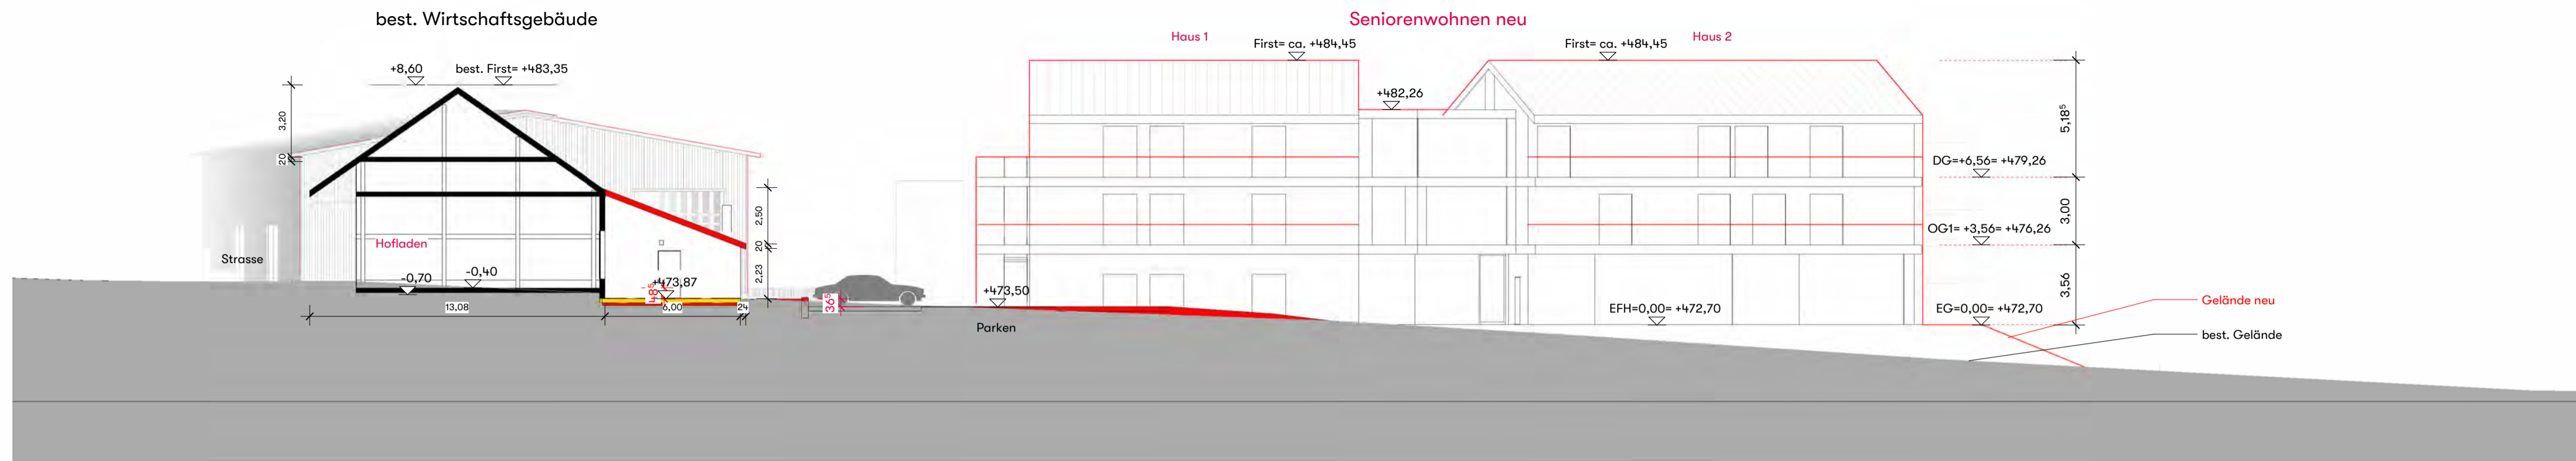 best. Wirtschaftsgebäude
Seniorenwohnen neu
Haus 1
First= ca. +484,45
First= ca. +484,45
Haus 2
+8,60
best. First= +483,35
+482,26
3,20
20
5,18⁵
DG=+6,56= +479,26
2,50
3,00
OG1= +3,56= +476,26
Hofladen
20
Strasse
-0,70
-0,40
2,23
3,56
+473,87
48⁵
+473,50
36⁵
13,08
6,00
24
EFH=0,00= +472,70
EG=0,00= +472,70
Gelände neu
Parken
best. Gelände